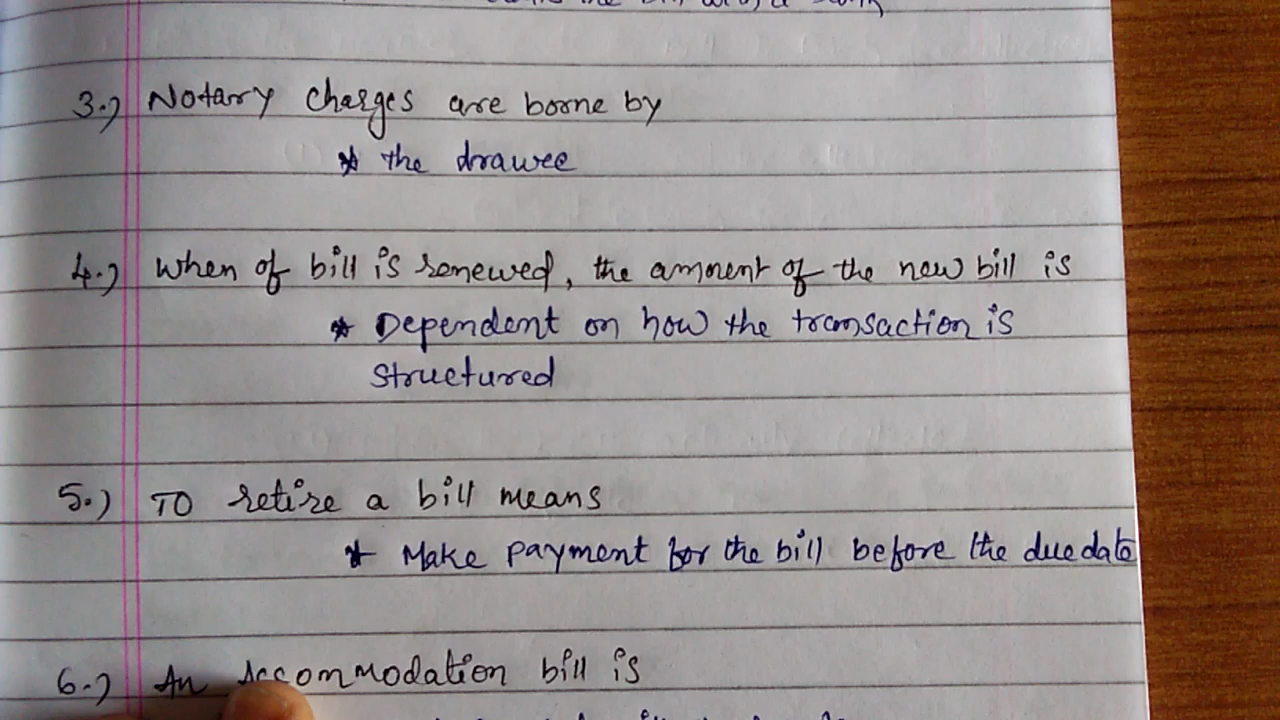 3.) Notary charges are borne by
* the drawee
4.) When of bill is renewed, the amonent of the new bill is
* Dependent on how the transaction is
structured
5.) TO retire a bill means
* Make payment for the bill before the due date
6.) An Accommodation bill is